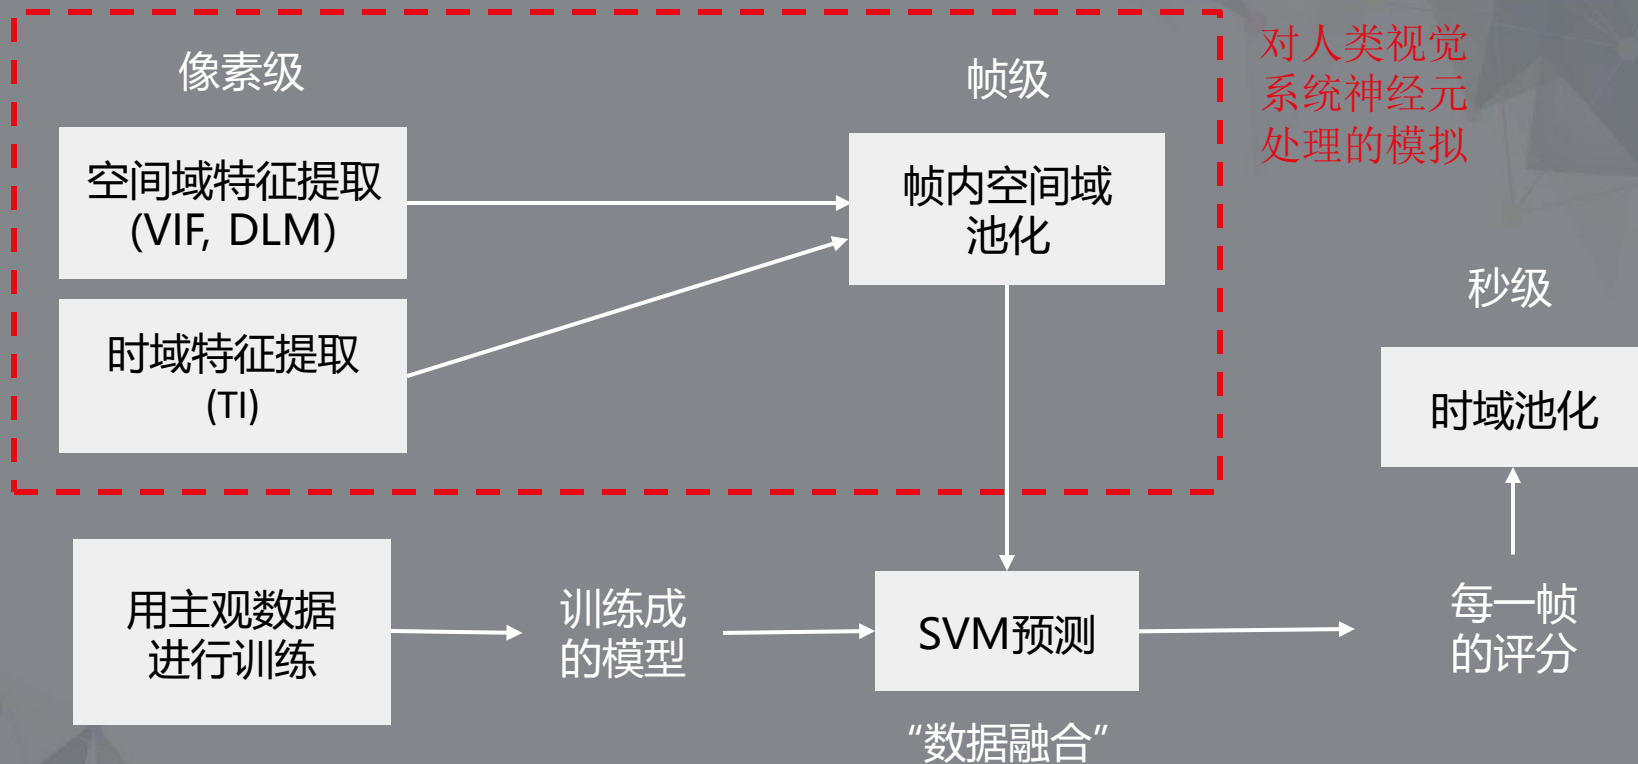 像素级
帧级
对人类视觉
系统神经元
处理的模拟
空间域特征提取
(VIF, DLM)
帧内空间域
池化
时域特征提取
(TI)
秒级
时域池化
用主观数据
进行训练
训练成
的模型
SVM预测
每一帧
的评分
“数据融合”